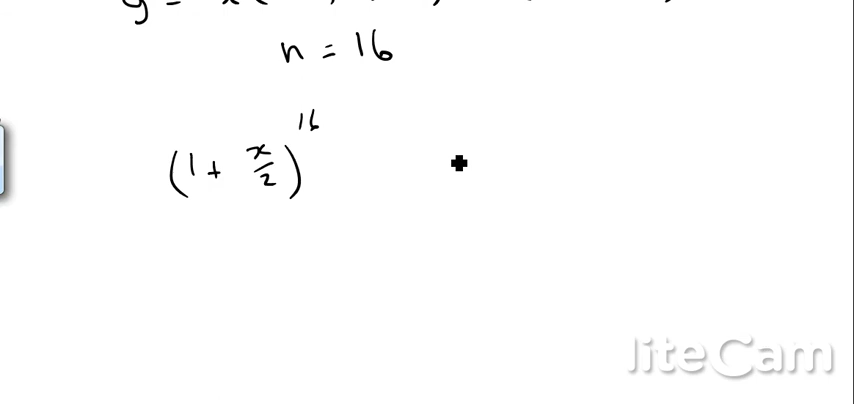 n = 16
(1 + x/2)^16
liteCam